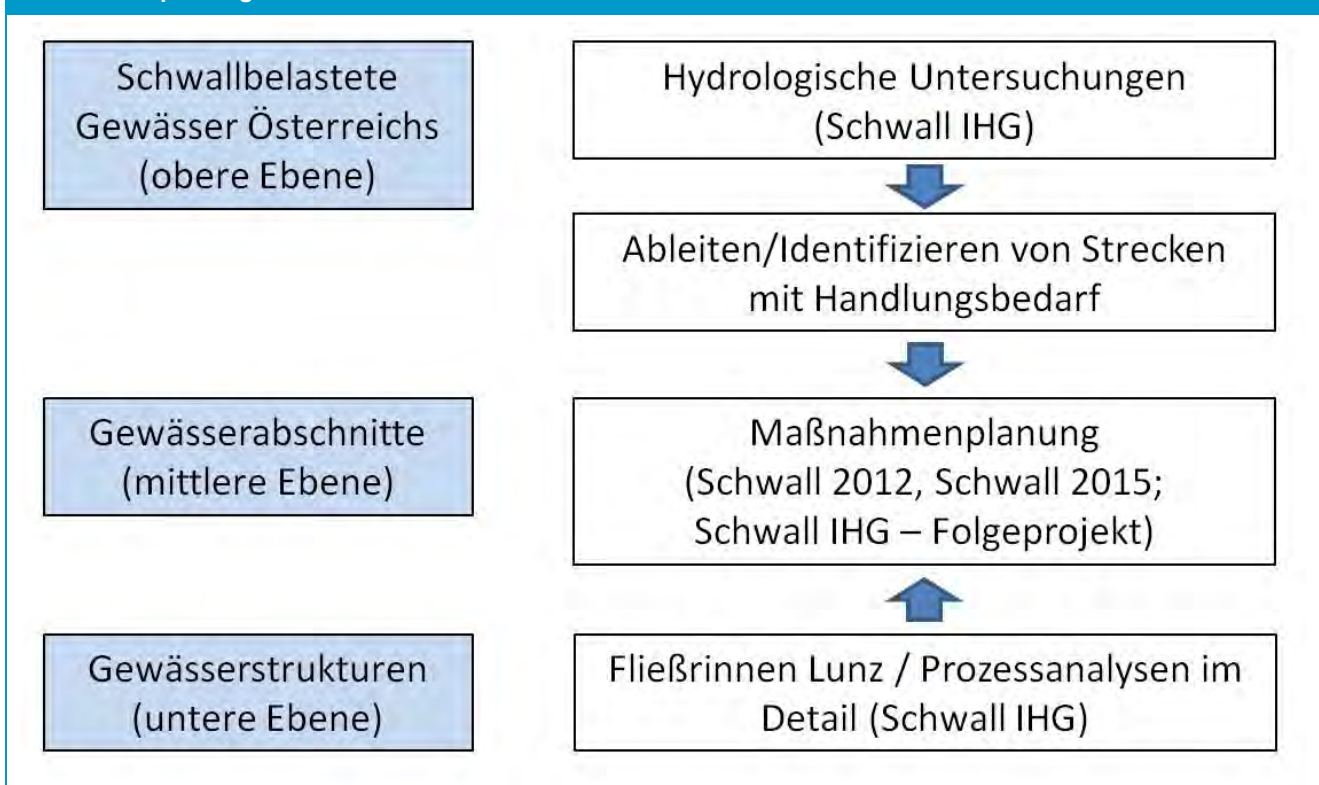 Schwallbelastete
Gewässer Österreichs
(obere Ebene)
Hydrologische Untersuchungen
(Schwall IHG)
Ableiten/Identifizieren von Strecken
mit Handlungsbedarf
Gewässerabschnitte
(mittlere Ebene)
Maßnahmenplanung
(Schwall 2012, Schwall 2015;
Schwall IHG – Folgeprojekt)
Gewässerstrukturen
(untere Ebene)
Fließrinnen Lunz / Prozessanalysen im
Detail (Schwall IHG)